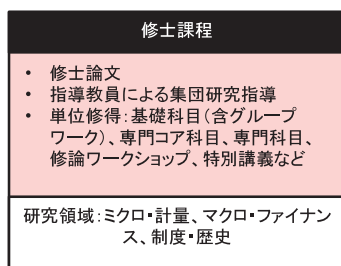 修士課程
• 修士論文
• 指導教員による集団研究指導
• 単位修得：基礎科目（含グループ
ワーク）、専門コア科目、専門科目、
修論ワークショップ、特別講義など
研究領域：ミクロ・計量、マクロ・ファイナン
ス、制度・歴史